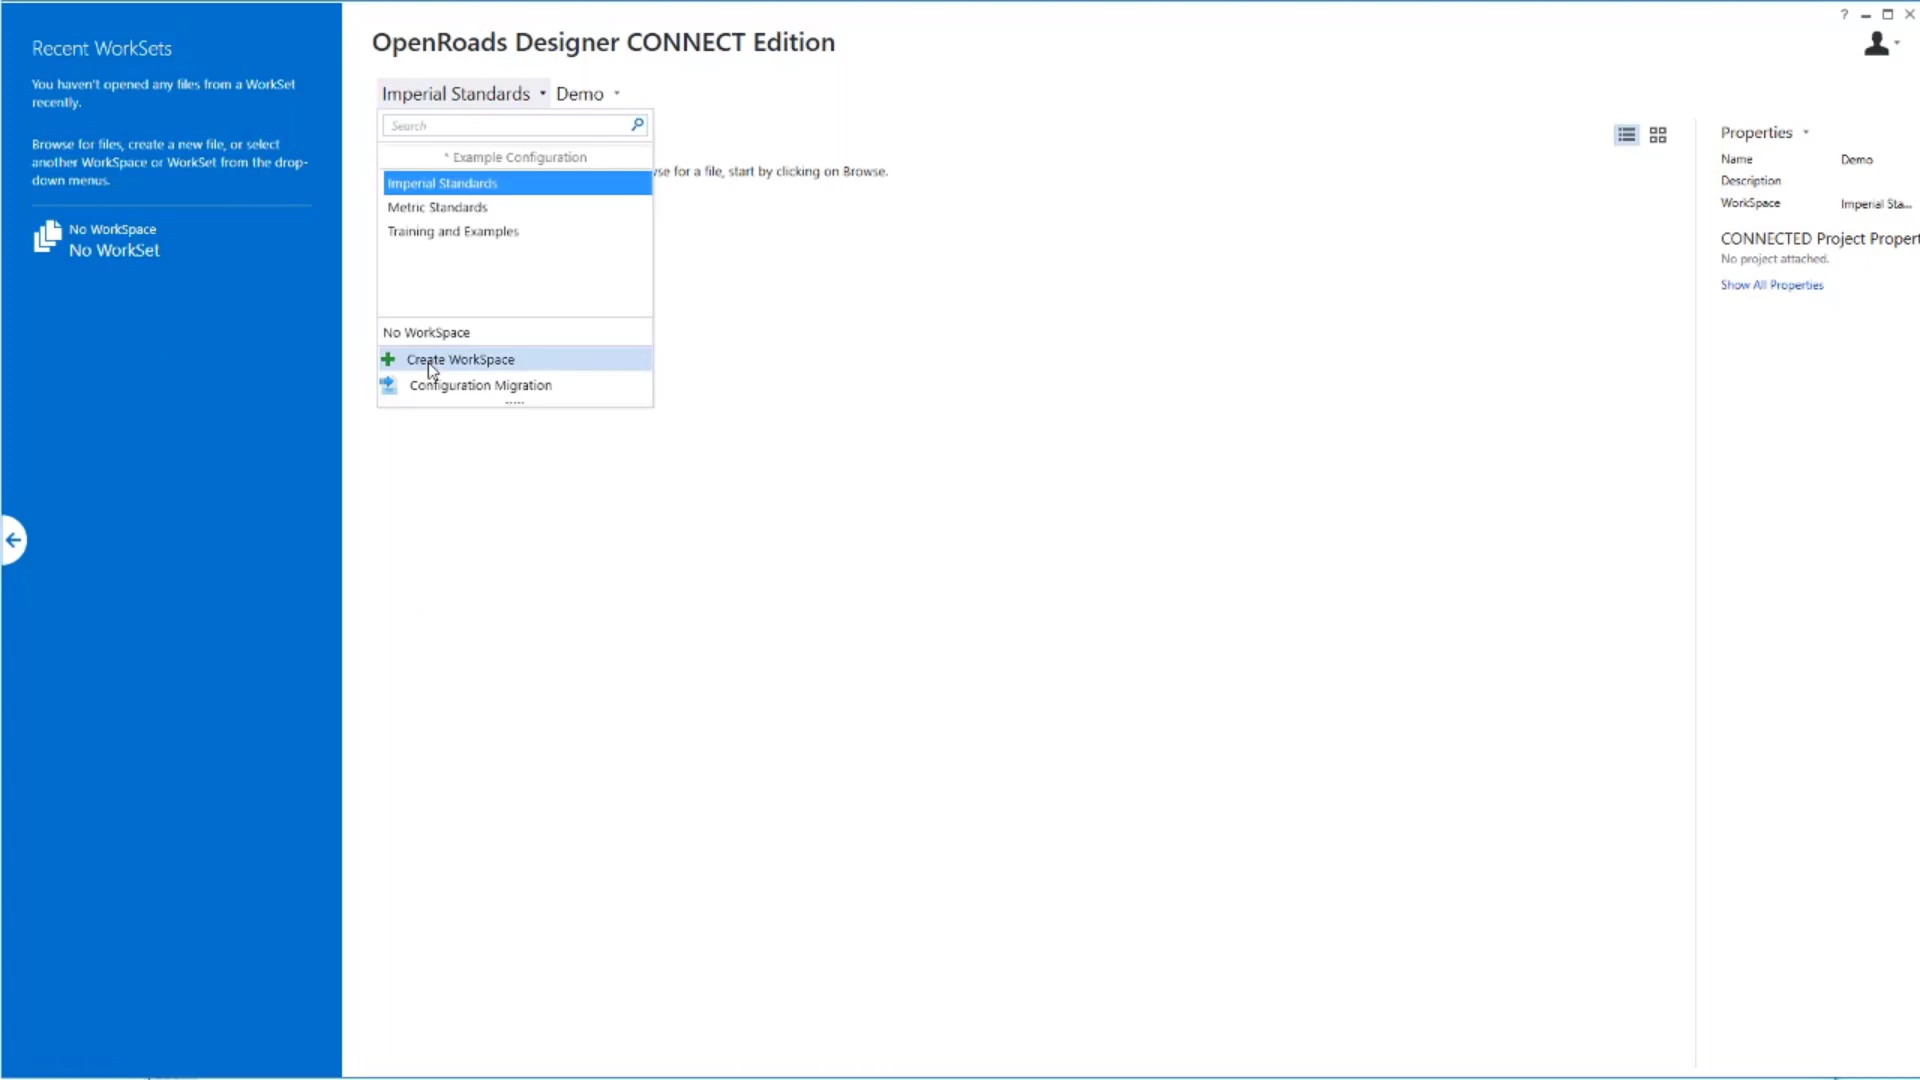 Recent WorkSets
You haven't opened any files from a WorkSet
recently.
Browse for files, create a new file, or select
another WorkSpace or WorkSet from the drop-
down menus.
No WorkSpace
No WorkSet
OpenRoads Designer CONNECT Edition
Imperial Standards Demo
Search
* Example Configuration
Imperial Standards
Metric Standards
Training and Examples
No WorkSpace
Create WorkSpace
Configuration Migration
se for a file, start by clicking on Browse.
?
Properties
Name Demo
Description
WorkSpace Imperial Sta...
CONNECTED Project Propert
No project attached.
Show All Properties